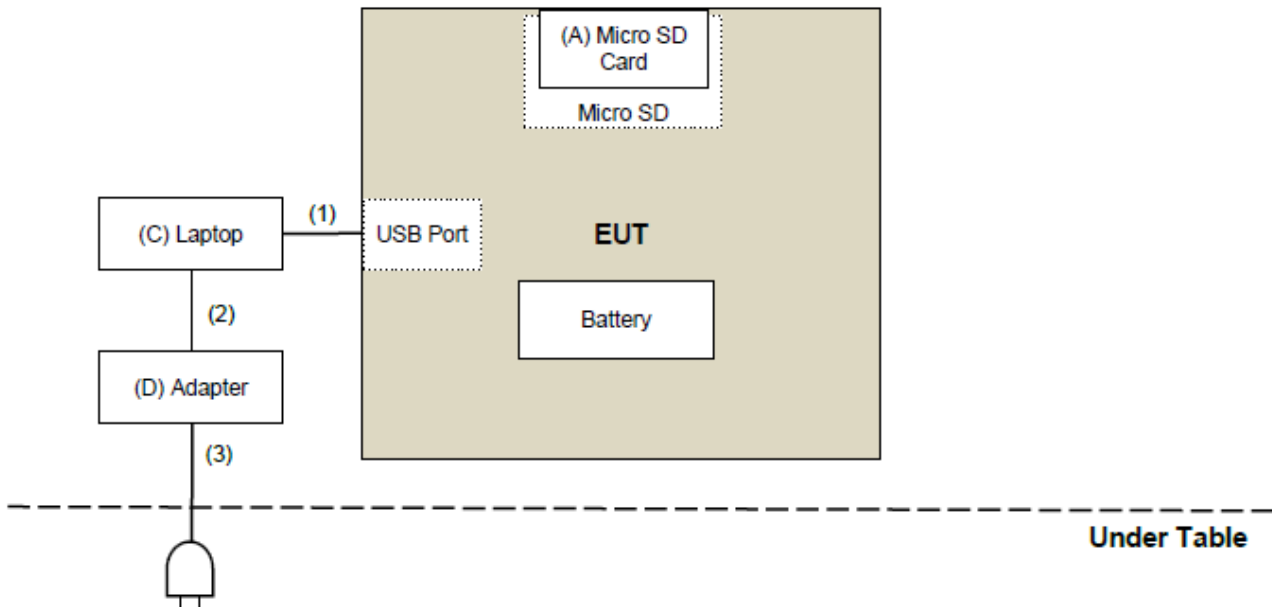 (A) Micro SD
Card
Micro SD
(1)
(C) Laptop
USB Port
EUT
(2)
Battery
(D) Adapter
(3)
Under Table